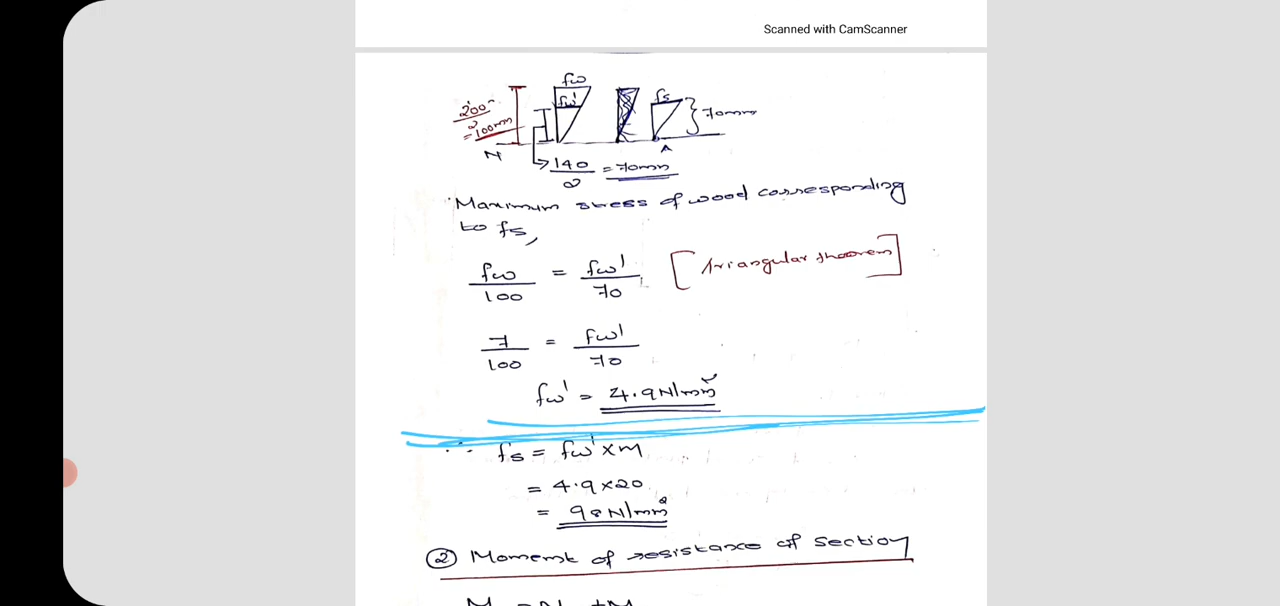 Scanned with CamScanner
fw
fw'
fs
200
2
= 100mm
70mm
N
A
140
2
= 70mm
Maximum stress of wood corresponding
to fs,
fw/100 = fw'/70 [triangular theorem]
7/100 = fw'/70
fw' = 4.9N/mm²
∴ fs = fw' x m
= 4.9 x 20
= 98N/mm²
② Moment of resistance of section